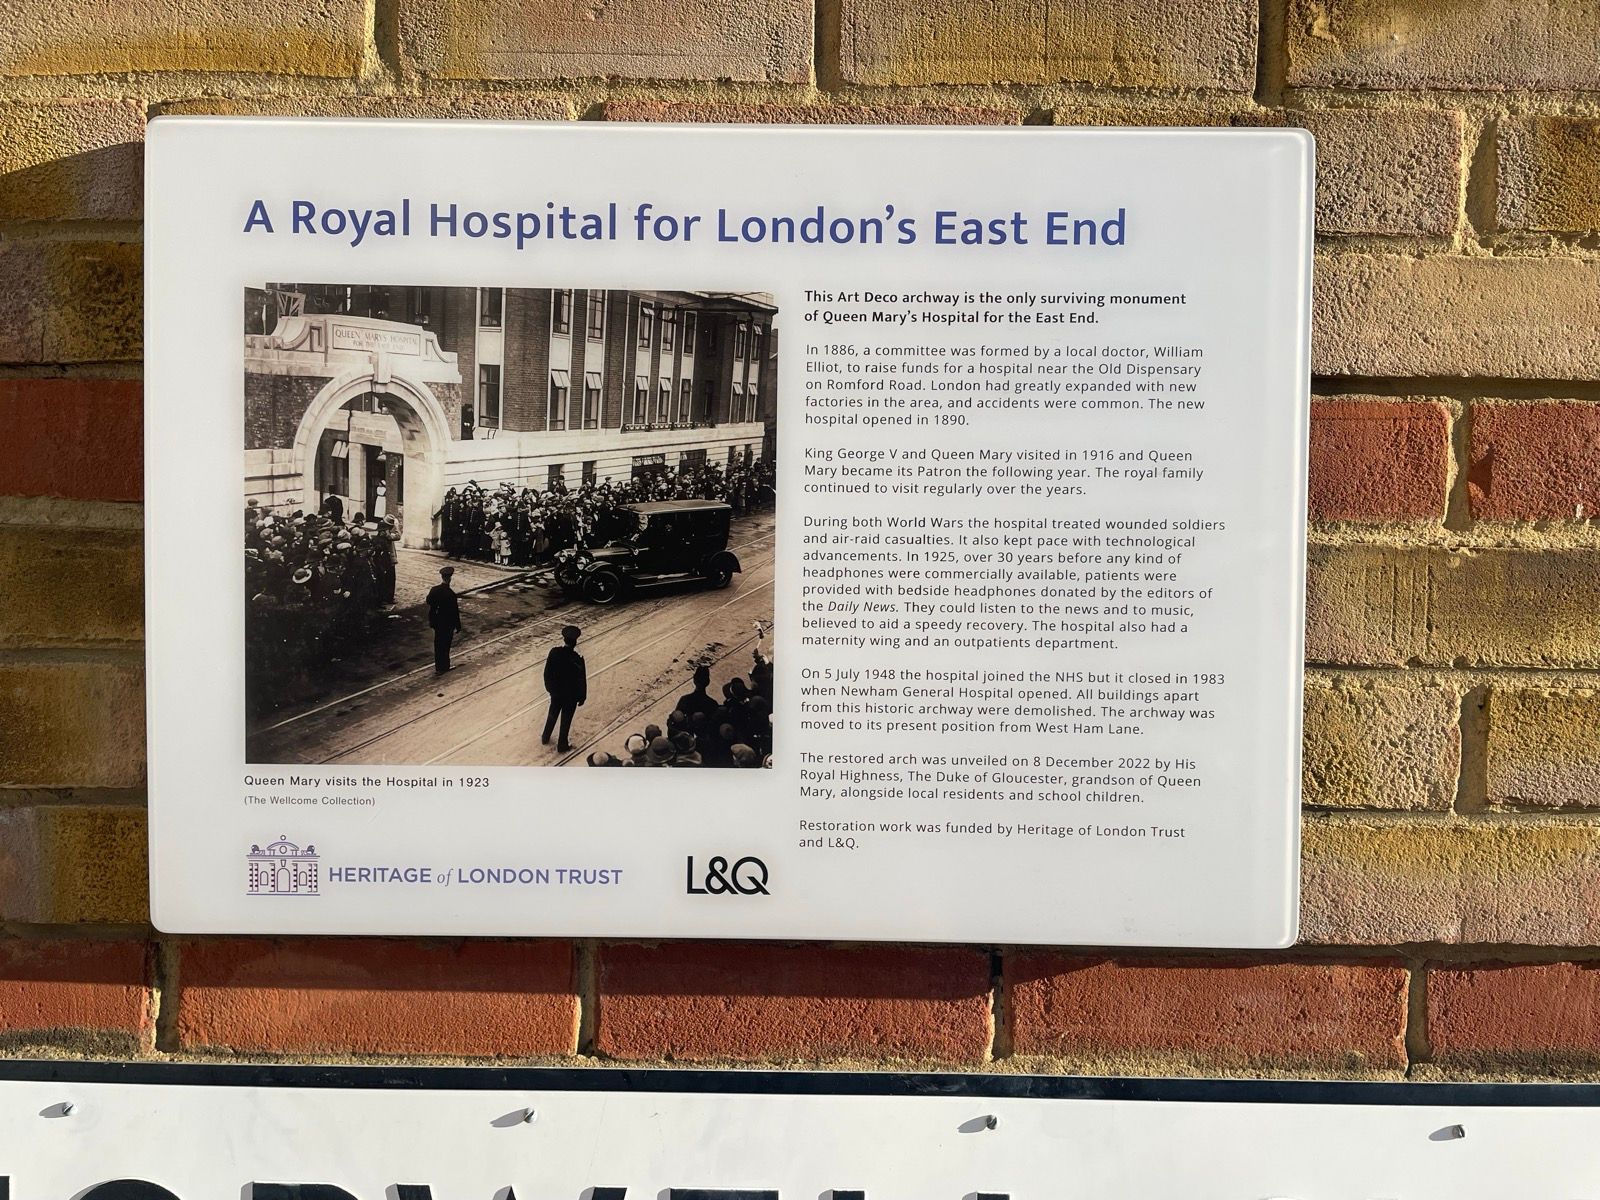 A Royal Hospital for London's East End
QUEEN MARY'S HOSPITAL
FOR THE EAST END
Queen Mary visits the Hospital in 1923
(The Wellcome Collection)
HERITAGE of LONDON TRUST
L&Q
This Art Deco archway is the only surviving monument
of Queen Mary's Hospital for the East End.
In 1886, a committee was formed by a local doctor, William
Elliot, to raise funds for a hospital near the Old Dispensary
on Romford Road. London had greatly expanded with new
factories in the area, and accidents were common. The new
hospital opened in 1890.
King George V and Queen Mary visited in 1916 and Queen
Mary became its Patron the following year. The royal family
continued to visit regularly over the years.
During both World Wars the hospital treated wounded soldiers
and air-raid casualties. It also kept pace with technological
advancements. In 1925, over 30 years before any kind of
headphones were commercially available, patients were
provided with bedside headphones donated by the editors of
the Daily News. They could listen to the news and to music,
believed to aid a speedy recovery. The hospital also had a
maternity wing and an outpatients department.
On 5 July 1948 the hospital joined the NHS but it closed in 1983
when Newham General Hospital opened. All buildings apart
from this historic archway were demolished. The archway was
moved to its present position from West Ham Lane.
The restored arch was unveiled on 8 December 2022 by His
Royal Highness, The Duke of Gloucester, grandson of Queen
Mary, alongside local residents and school children.
Restoration work was funded by Heritage of London Trust
and L&Q.